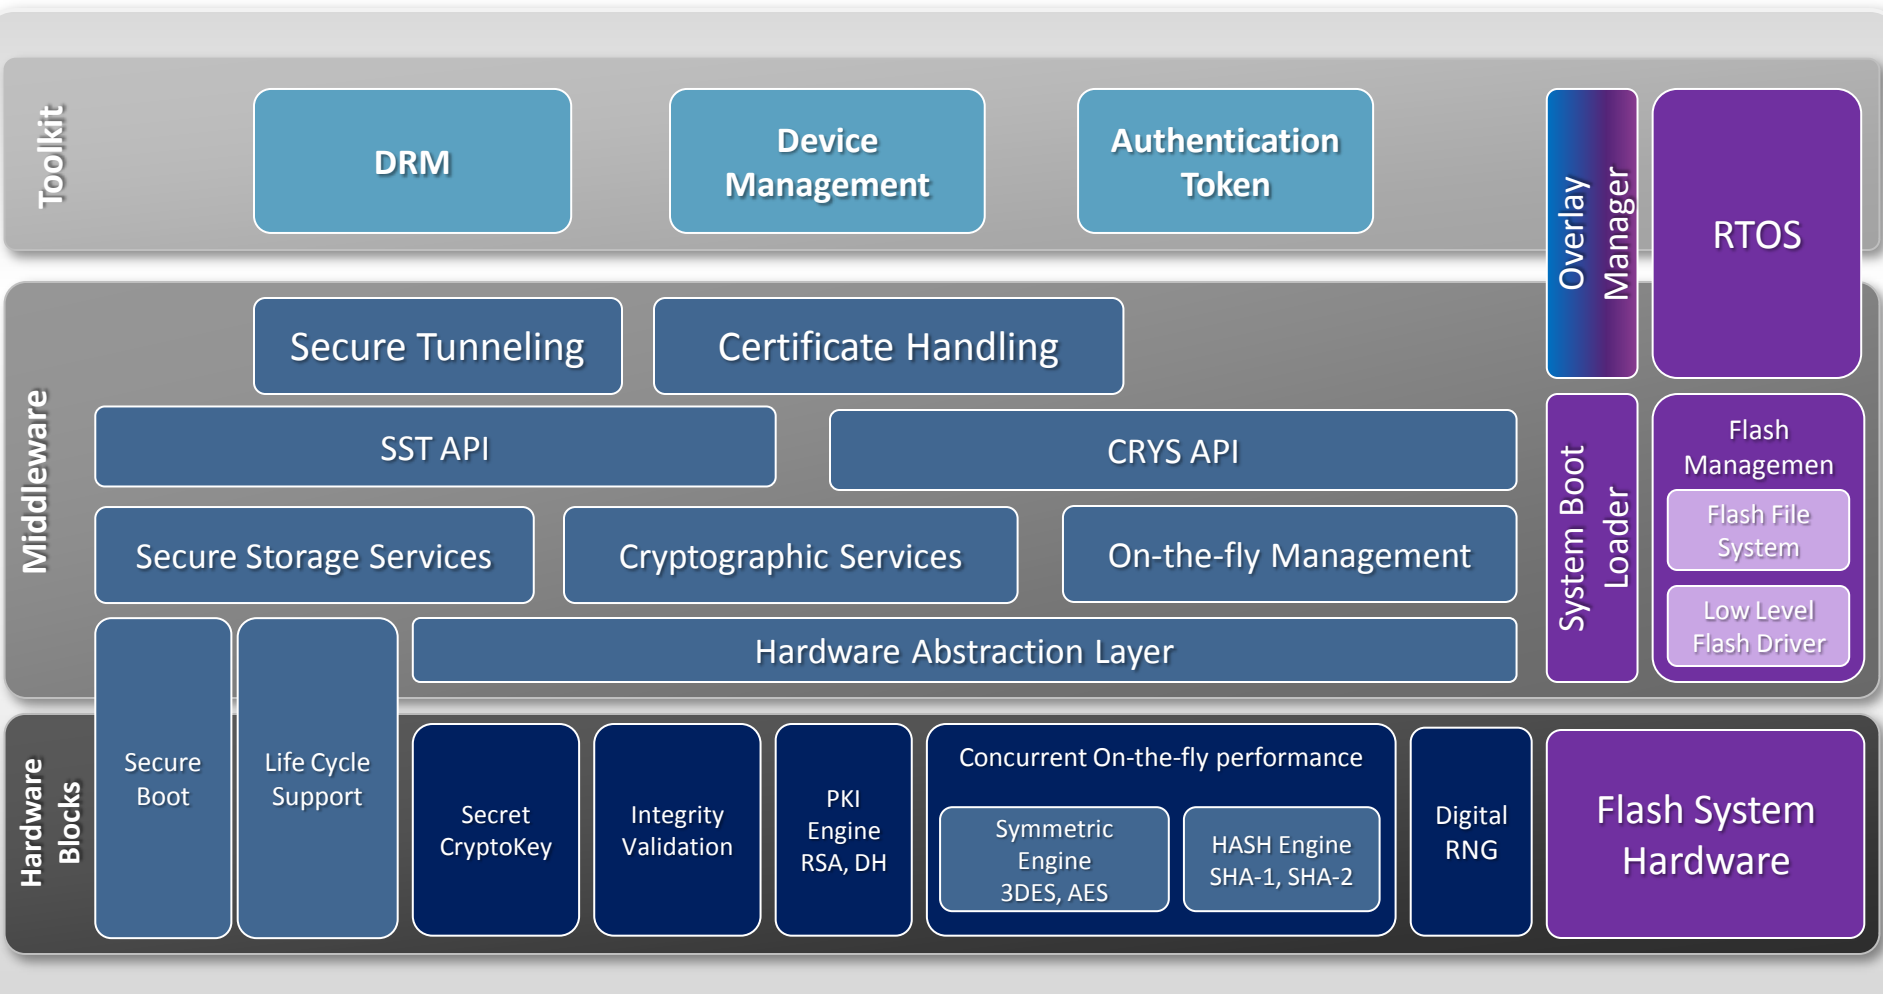 Toolkit
DRM
Device
Management
Authentication
Token
Overlay
Manager
RTOS
Middleware
Secure Tunneling
Certificate Handling
SST API
CRYS API
Secure Storage Services
Cryptographic Services
On-the-fly Management
Hardware Abstraction Layer
System Boot
Loader
Flash
Managemen
Flash File
System
Low Level
Flash Driver
Hardware
Blocks
Secure
Boot
Life Cycle
Support
Secret
CryptoKey
Integrity
Validation
PKI
Engine
RSA, DH
Concurrent On-the-fly performance
Symmetric
Engine
3DES, AES
HASH Engine
SHA-1, SHA-2
Digital
RNG
Flash System
Hardware